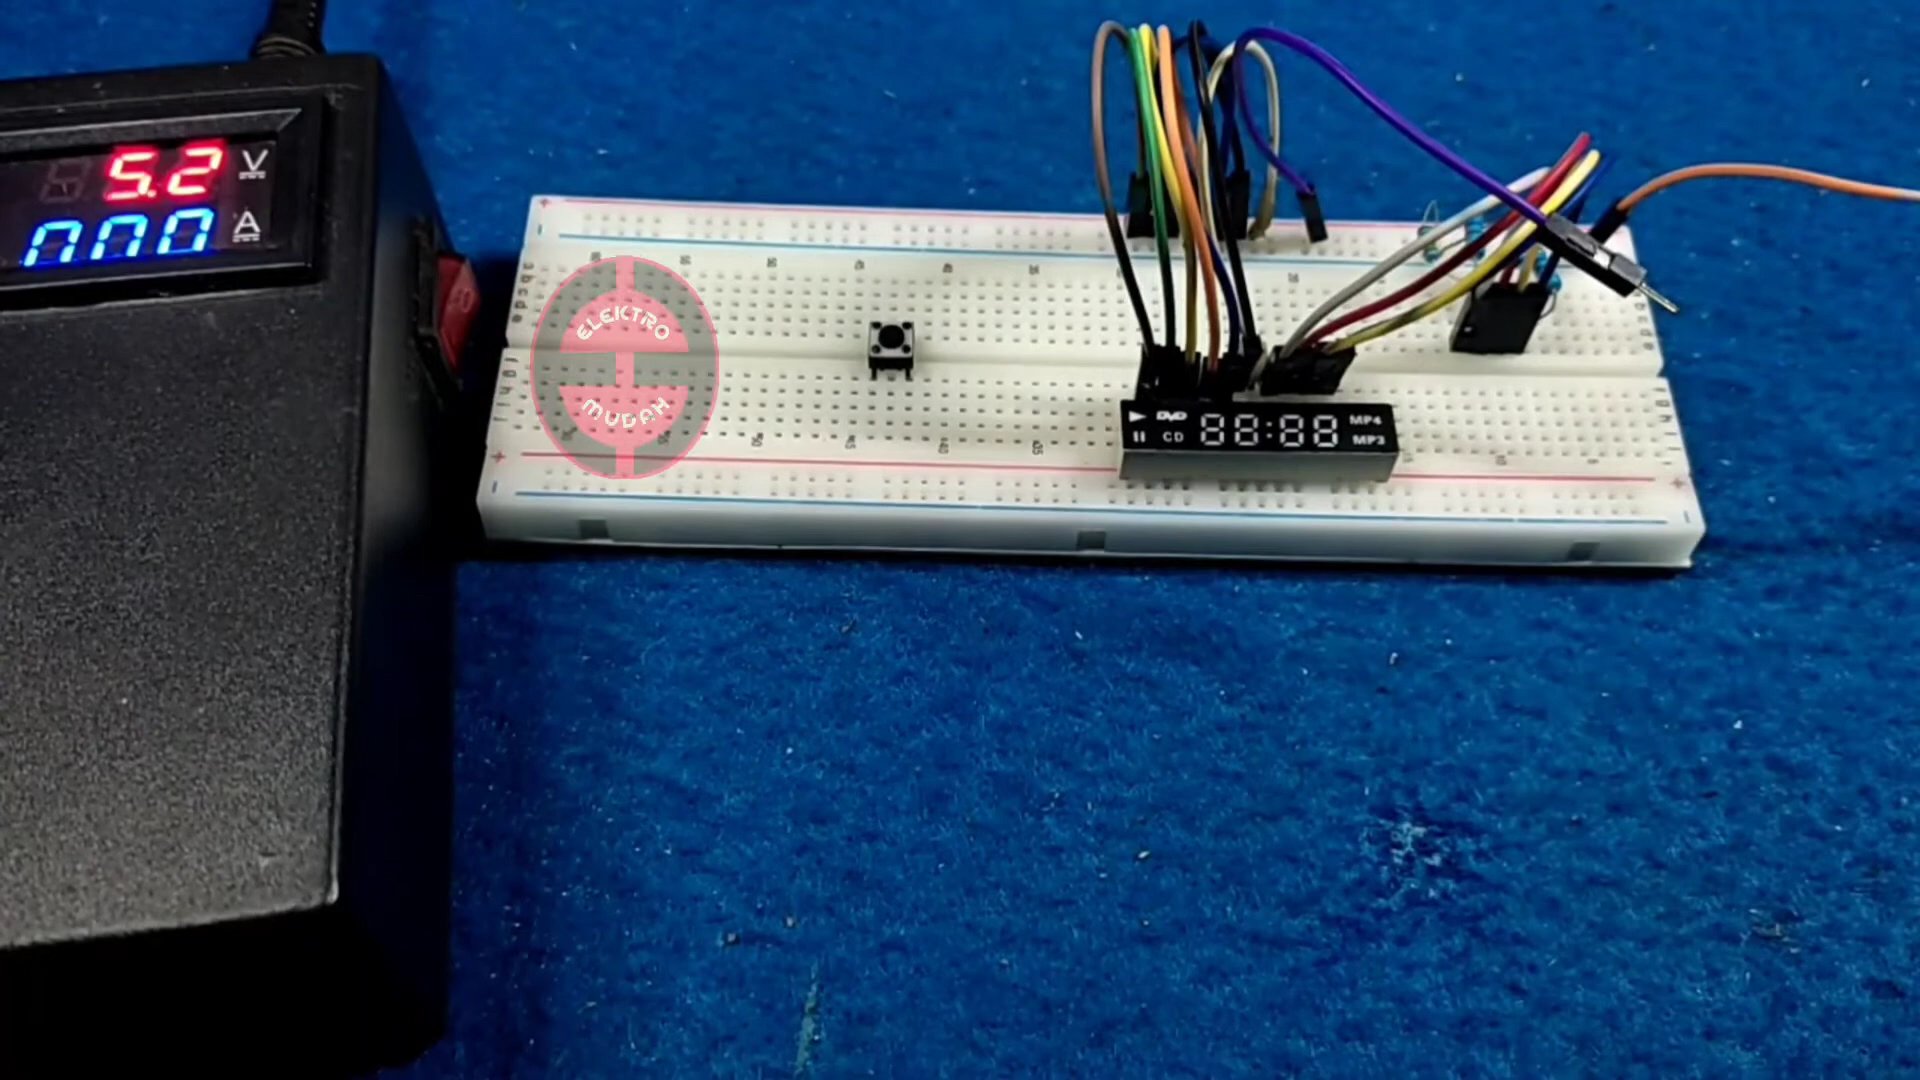 5.2 V
000 A
ELEKTRO
MUDAH
DVD 88:88 MP4
CD MP3